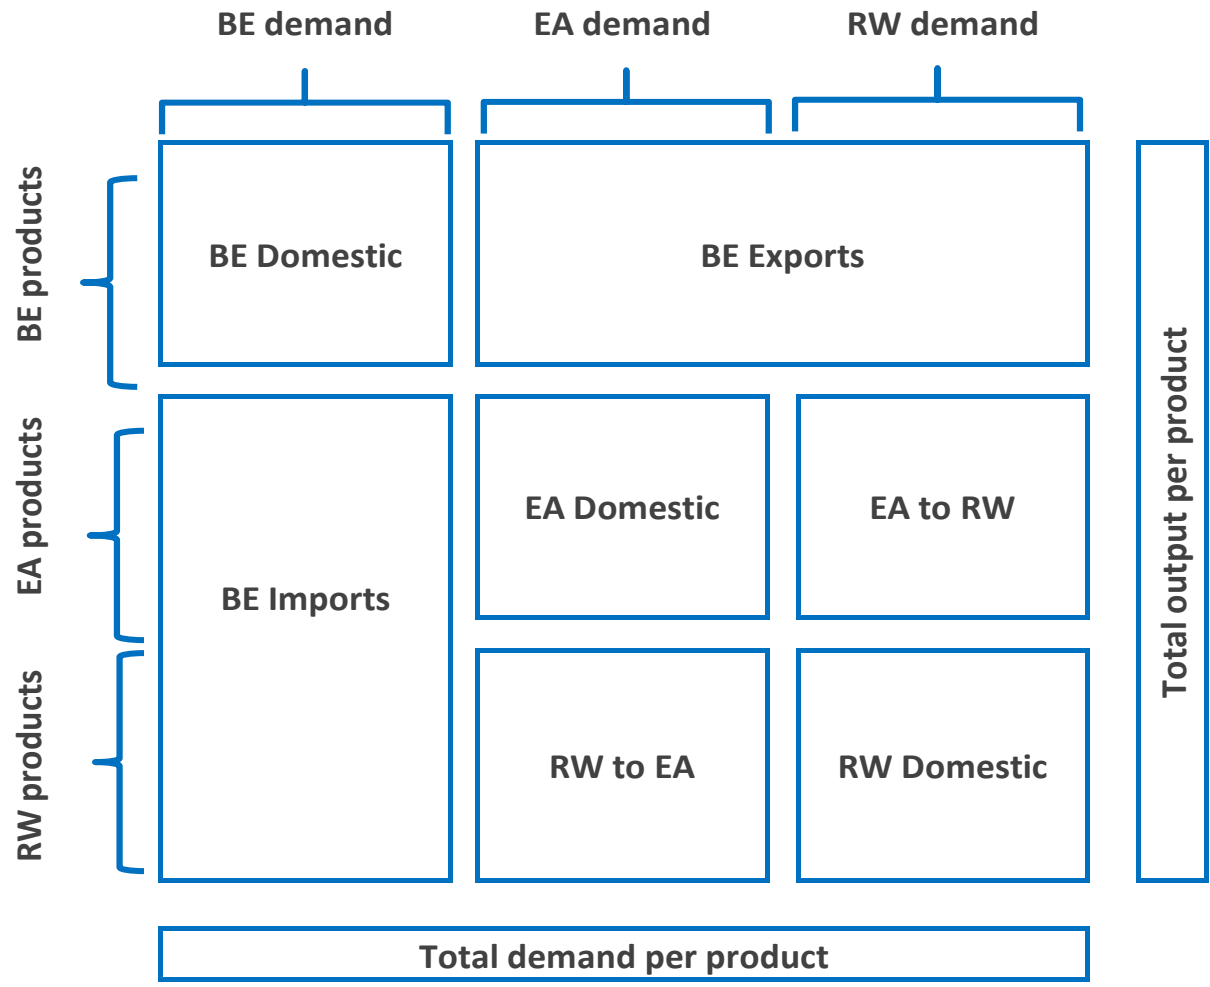 BE demand
EA demand
RW demand
BE products
BE Domestic
BE Exports
EA products
EA Domestic
EA to RW
BE Imports
RW products
RW to EA
RW Domestic
Total output per product
Total demand per product